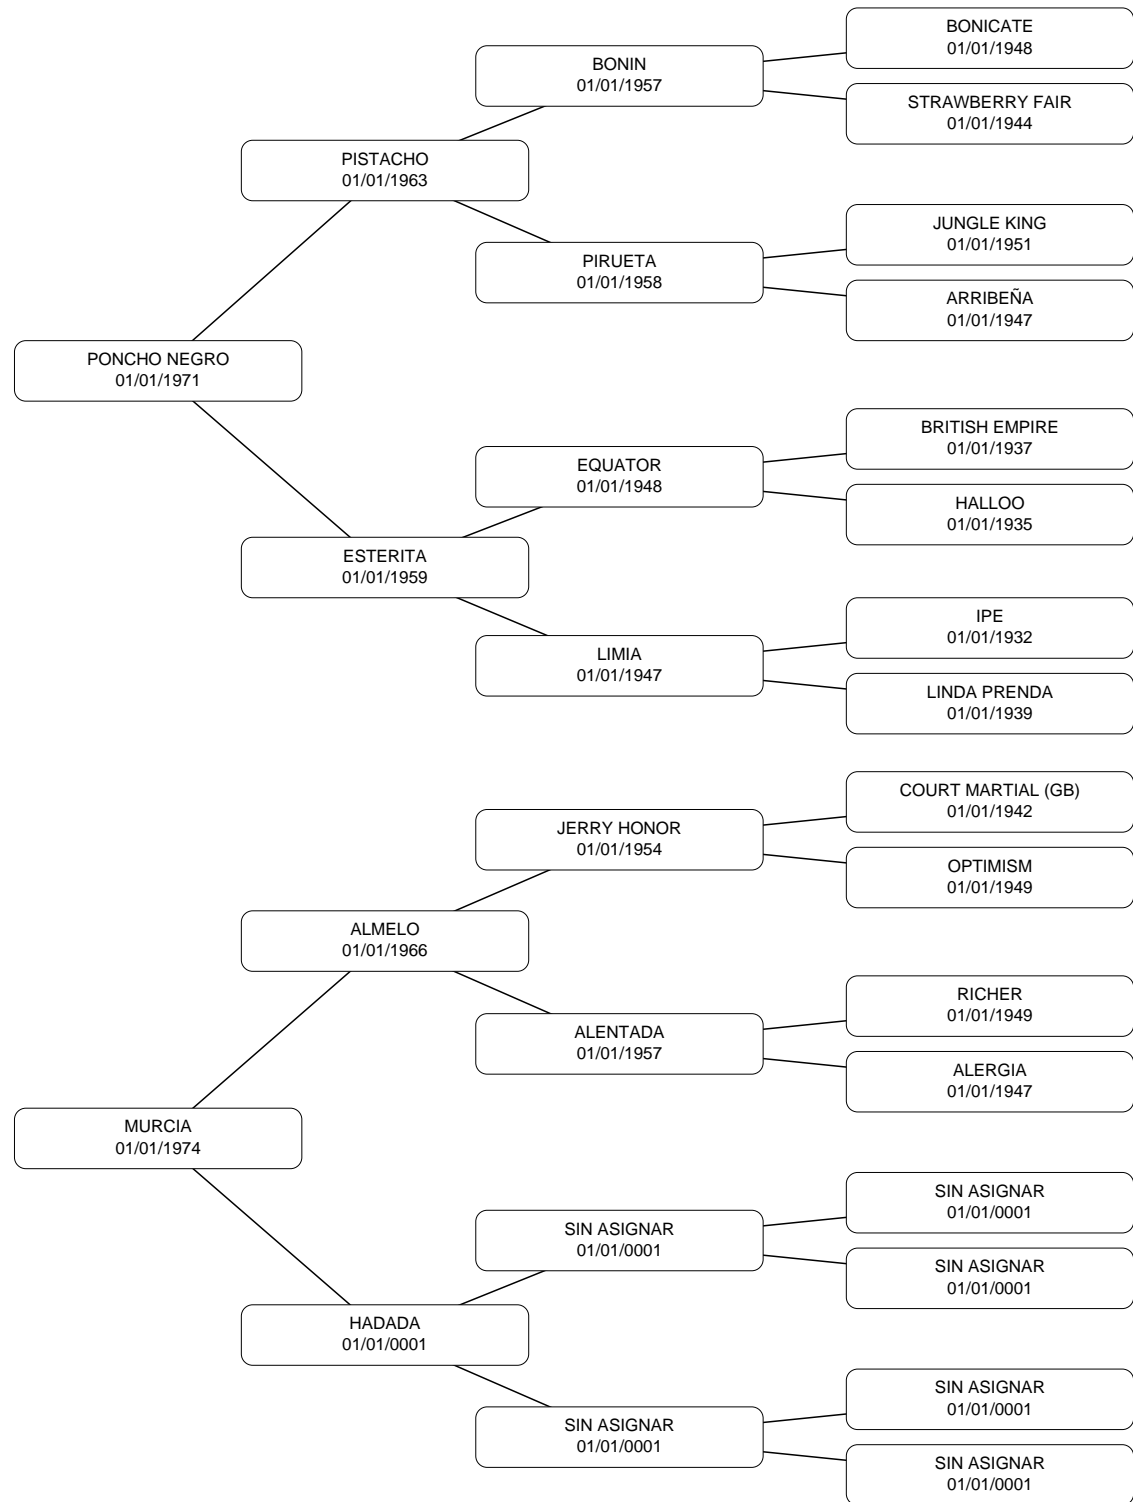 BONICATE
01/01/1948
BONIN
01/01/1957
STRAWBERRY FAIR
01/01/1944
PISTACHO
01/01/1963
JUNGLE KING
01/01/1951
PIRUETA
01/01/1958
ARRIBEÑA
01/01/1947
PONCHO NEGRO
01/01/1971
BRITISH EMPIRE
01/01/1937
EQUATOR
01/01/1948
HALLOO
01/01/1935
ESTERITA
01/01/1959
IPE
01/01/1932
LIMIA
01/01/1947
LINDA PRENDA
01/01/1939
COURT MARTIAL (GB)
01/01/1942
JERRY HONOR
01/01/1954
OPTIMISM
01/01/1949
ALMELO
01/01/1966
RICHER
01/01/1949
ALENTADA
01/01/1957
ALERGIA
01/01/1947
MURCIA
01/01/1974
SIN ASIGNAR
01/01/0001
SIN ASIGNAR
01/01/0001
SIN ASIGNAR
01/01/0001
HADADA
01/01/0001
SIN ASIGNAR
01/01/0001
SIN ASIGNAR
01/01/0001
SIN ASIGNAR
01/01/0001